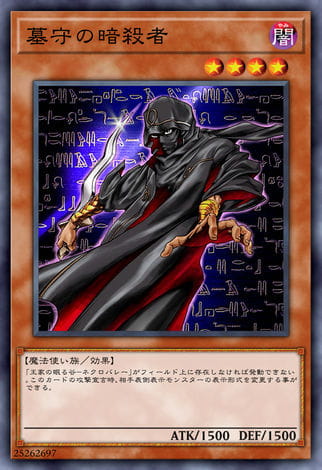 墓守の暗殺者
闇
やみ
【魔法使い族／効果】
「王家の眠る谷-ネクロバレー」がフィールド上に存在しなければ発動できない
。このカードの攻撃宣言時、相手表側表示モンスターの表示形式を変更する事が
できる。
ATK/1500 DEF/1500
25262697